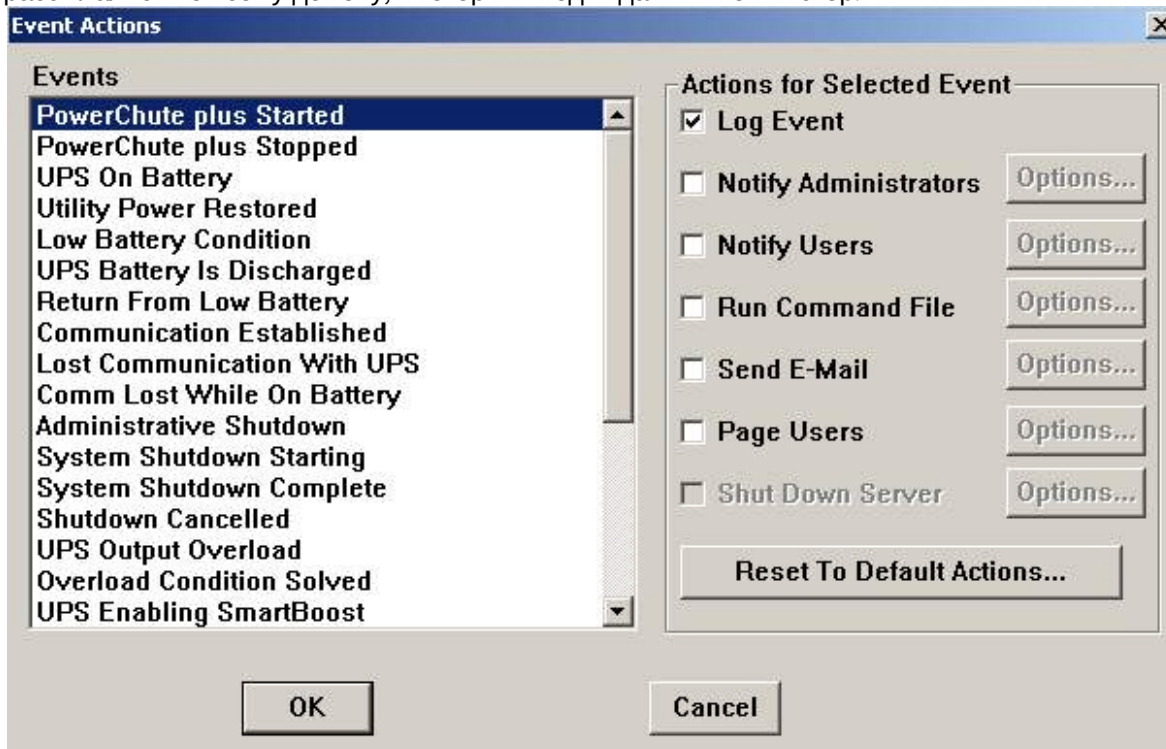 Event Actions
Events
PowerChute plus Started
PowerChute plus Stopped
UPS On Battery
Utility Power Restored
Low Battery Condition
UPS Battery Is Discharged
Return From Low Battery
Communication Established
Lost Communication With UPS
Comm Lost While On Battery
Administrative Shutdown
System Shutdown Starting
System Shutdown Complete
Shutdown Cancelled
UPS Output Overload
Overload Condition Solved
UPS Enabling SmartBoost
Actions for Selected Event
Log Event
Notify Administrators Options...
Notify Users Options...
Run Command File Options...
Send E-Mail Options...
Page Users Options...
Shut Down Server Options...
Reset To Default Actions...
OK Cancel